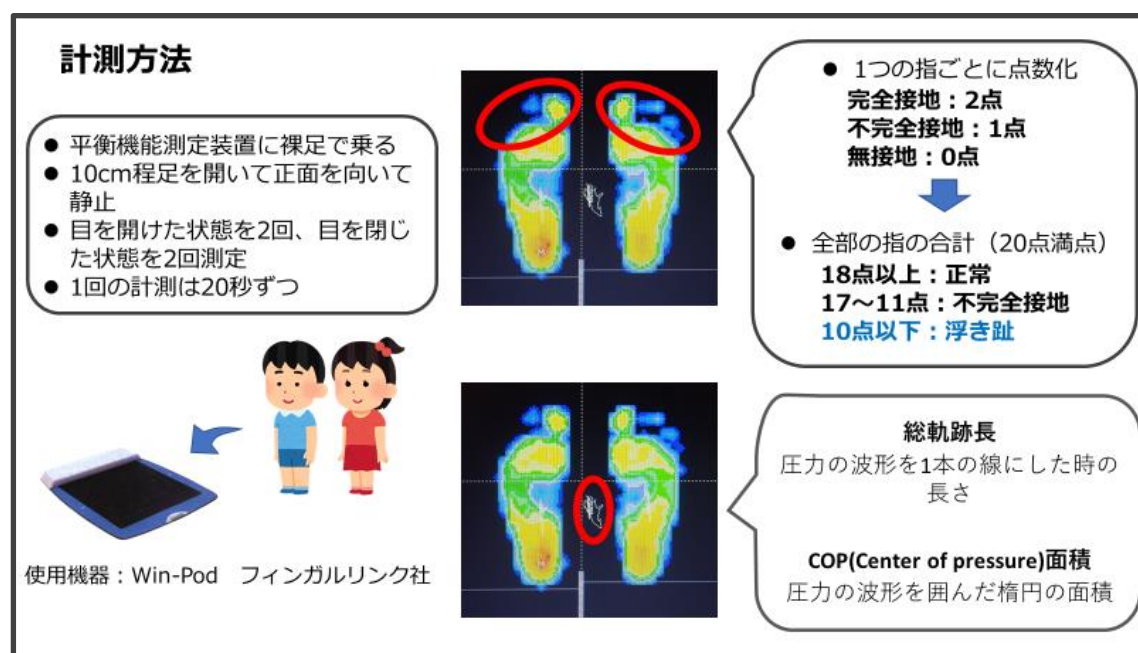 計測方法
● 平衡機能測定装置に裸足で乗る
● 10cm程足を開いて正面を向いて
静止
● 目を開けた状態を2回、目を閉じ
た状態を2回測定
● 1回の計測は20秒ずつ
使用機器：Win-Pod　フィンガルリンク社
● 1つの指ごとに点数化
完全接地：2点
不完全接地：1点
無接地：0点
● 全部の指の合計（20点満点）
18点以上：正常
17～11点：不完全接地
10点以下：浮き趾
総軌跡長
圧力の波形を1本の線にした時の
長さ
COP(Center of pressure)面積
圧力の波形を囲んだ楕円の面積